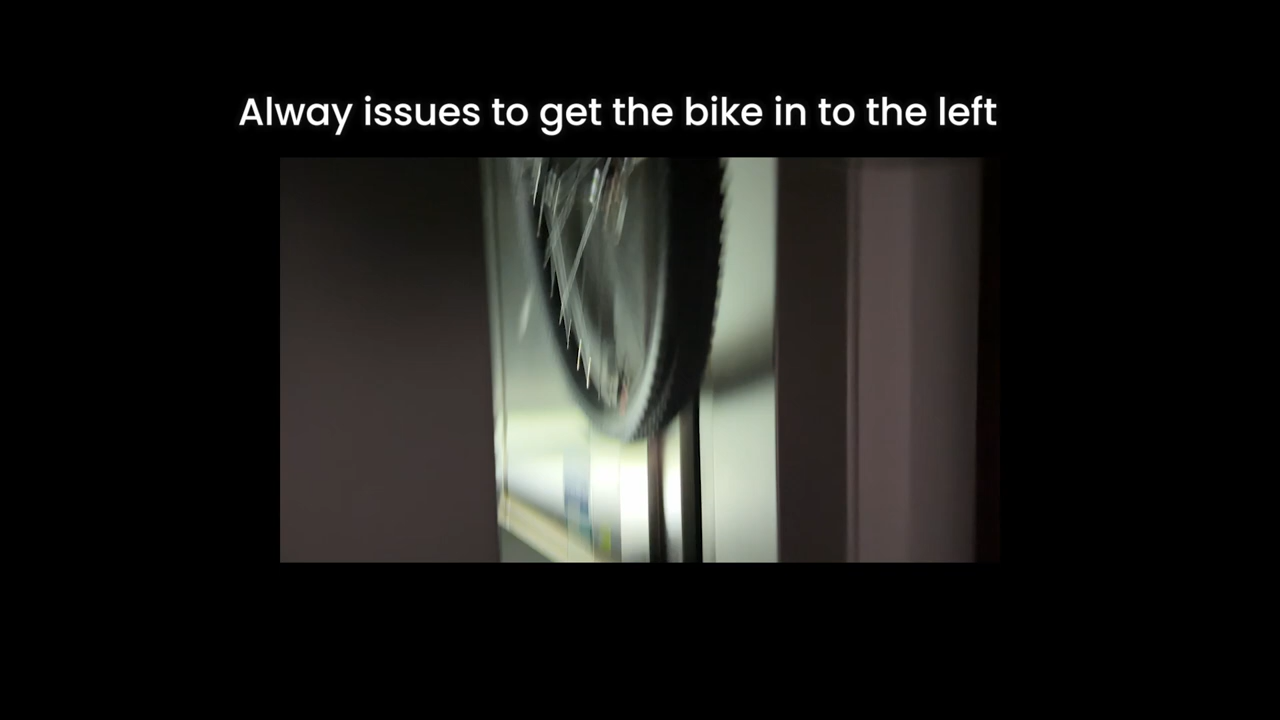 Alway issues to get the bike in to the left